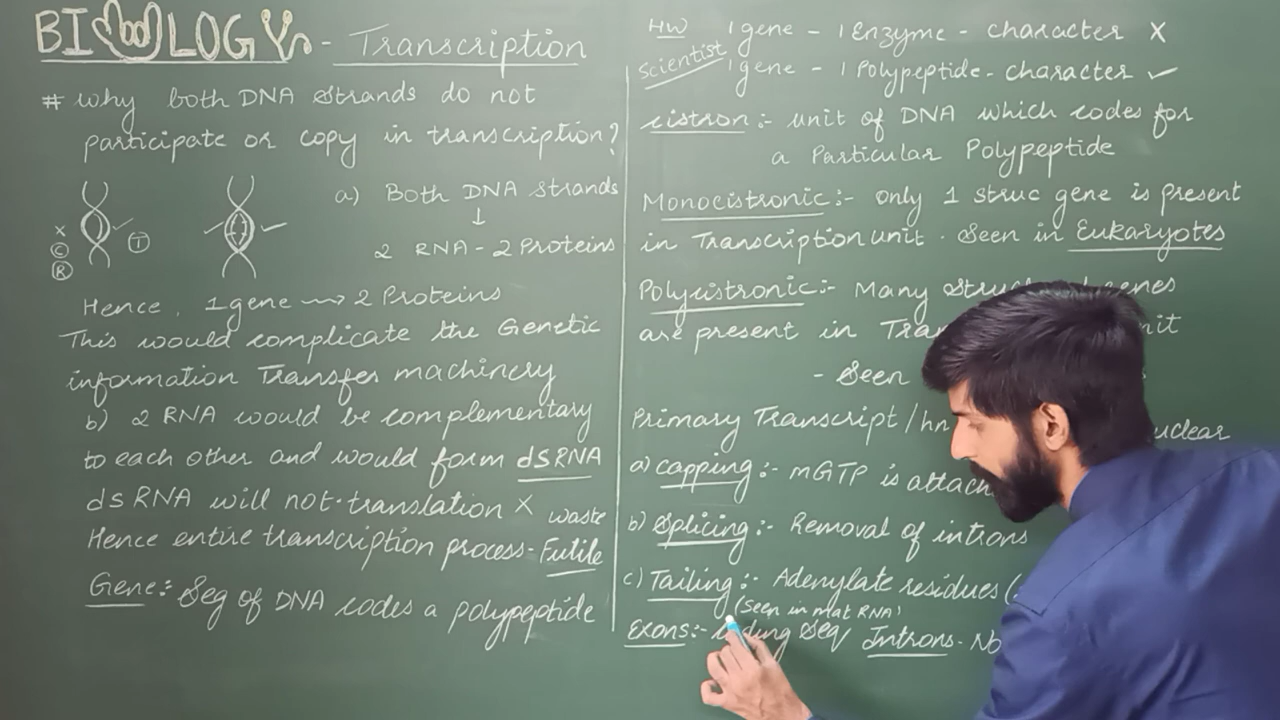 BIOLOGY - Transcription
# why both DNA strands do not
participate or copy in transcription?
a) Both DNA strands
↓
2 RNA - 2 Proteins
x
C
R
T
Hence, 1 gene → 2 Proteins
This would complicate the Genetic
information Transfer machinery
b) 2 RNA would be complementary
to each other and would form dsRNA
dsRNA will not translation X waste
Hence entire transcription process - Futile
Gene:- Seg of DNA codes a polypeptide
HW 1 gene - 1 Enzyme - character X
Scientist 1 gene - 1 Polypeptide - character ✓
cistron :- unit of DNA which codes for
a Particular Polypeptide
Monocistronic :- only 1 struc gene is present
in Transcription unit. Seen in Eukaryotes
Polycistronic :- Many
are present in
- Seen
Primary Transcript /hn
a) capping :- mGTP is
b) Splicing :- Removal of introns
c) Tailing :- Adenylate residues (
(Seen in mat RNA)
Exons :- Seq Introns -